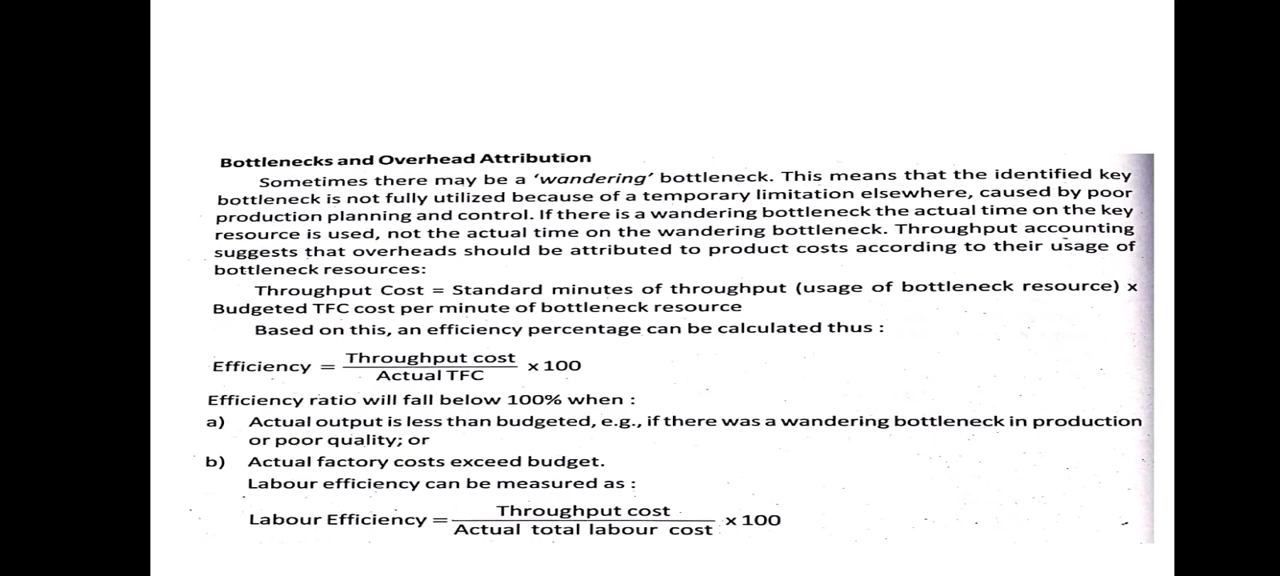 Bottlenecks and Overhead Attribution
Sometimes there may be a ‘wandering’ bottleneck. This means that the identified key
bottleneck is not fully utilized because of a temporary limitation elsewhere, caused by poor
production planning and control. If there is a wandering bottleneck the actual time on the key
resource is used, not the actual time on the wandering bottleneck. Throughput accounting
suggests that overheads should be attributed to product costs according to their usage of
bottleneck resources:
Throughput Cost = Standard minutes of throughput (usage of bottleneck resource) x
Budgeted TFC cost per minute of bottleneck resource
Based on this, an efficiency percentage can be calculated thus :
Efficiency = Throughput cost / Actual TFC x 100
Efficiency ratio will fall below 100% when :
a) Actual output is less than budgeted, e.g., if there was a wandering bottleneck in production
or poor quality; or
b) Actual factory costs exceed budget.
Labour efficiency can be measured as :
Labour Efficiency = Throughput cost / Actual total labour cost x 100